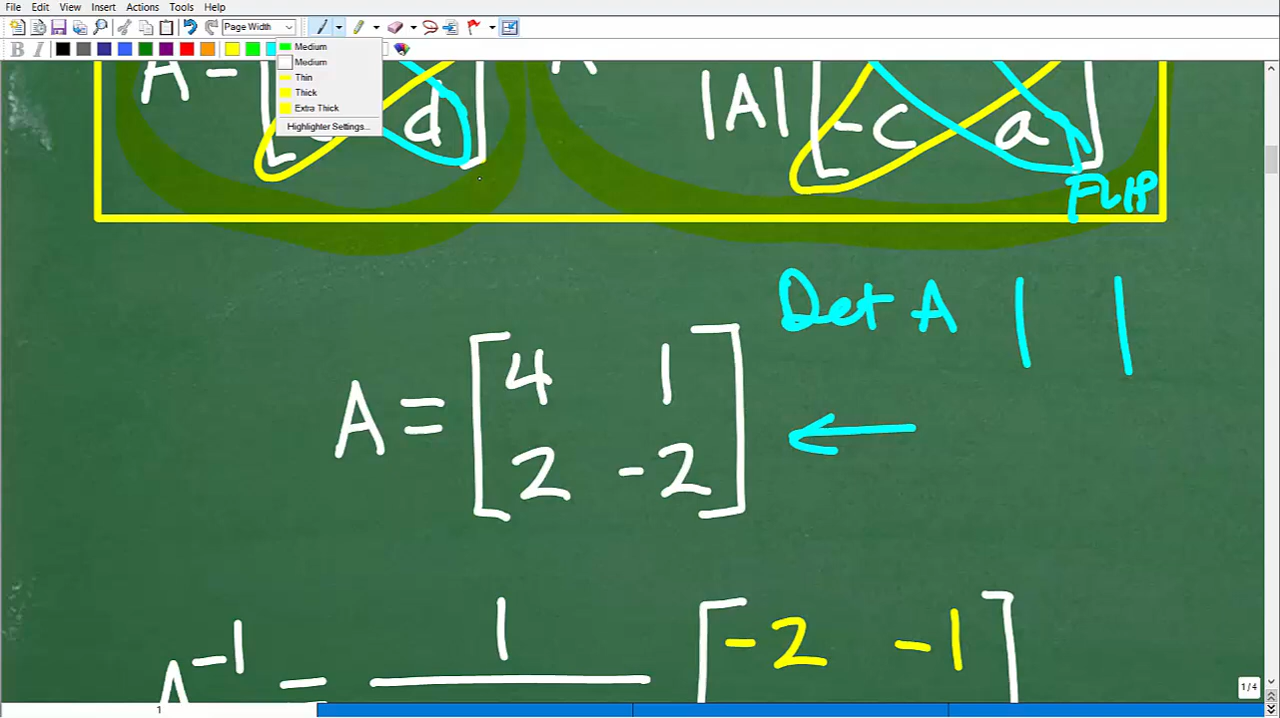 File Edit View Insert Actions Tools Help
Page Width
B I
Medium
Medium
Thin
Thick
Extra Thick
Highlighter Settings...
A - d
|A| -c a
FLIP
Det A | |
A = [4 1
2 -2]
A⁻¹ = 1 [-2 -1]
1/4
1